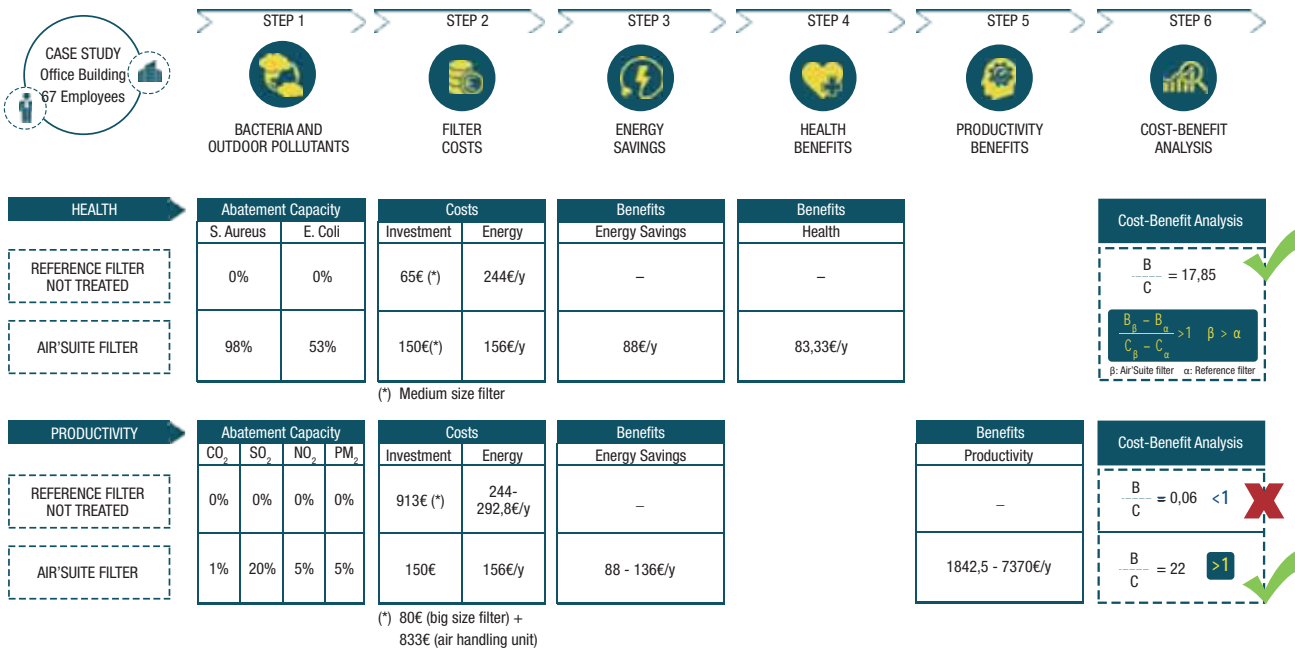 CASE STUDY
Office Building
67 Employees
STEP 1
STEP 2
STEP 3
STEP 4
STEP 5
STEP 6
BACTERIA AND
OUTDOOR POLLUTANTS
FILTER
COSTS
ENERGY
SAVINGS
HEALTH
BENEFITS
PRODUCTIVITY
BENEFITS
COST-BENEFIT
ANALYSIS
HEALTH
Abatement Capacity
Costs
Benefits
Benefits
Cost-Benefit Analysis
S. Aureus
E. Coli
Investment
Energy
Energy Savings
Health
REFERENCE FILTER
NOT TREATED
0%
0%
65€ (*)
244€/y
–
–
B
C
= 17,85
AIR'SUITE FILTER
98%
53%
150€(*)
156€/y
88€/y
83,33€/y
Bβ – Bα
Cβ – Cα
>1 β > α
β: Air'Suite filter α: Reference filter
(*) Medium size filter
PRODUCTIVITY
Abatement Capacity
Costs
Benefits
Benefits
Cost-Benefit Analysis
CO2
SO2
NO2
PM2
Investment
Energy
Energy Savings
Productivity
REFERENCE FILTER
NOT TREATED
0%
0%
0%
0%
913€ (*)
244-
292,8€/y
–
–
B
C
= 0,06 <1
X
AIR'SUITE FILTER
1%
20%
5%
5%
150€
156€/y
88 - 136€/y
1842,5 - 7370€/y
B
C
= 22 >1
(*) 80€ (big size filter) +
833€ (air handling unit)